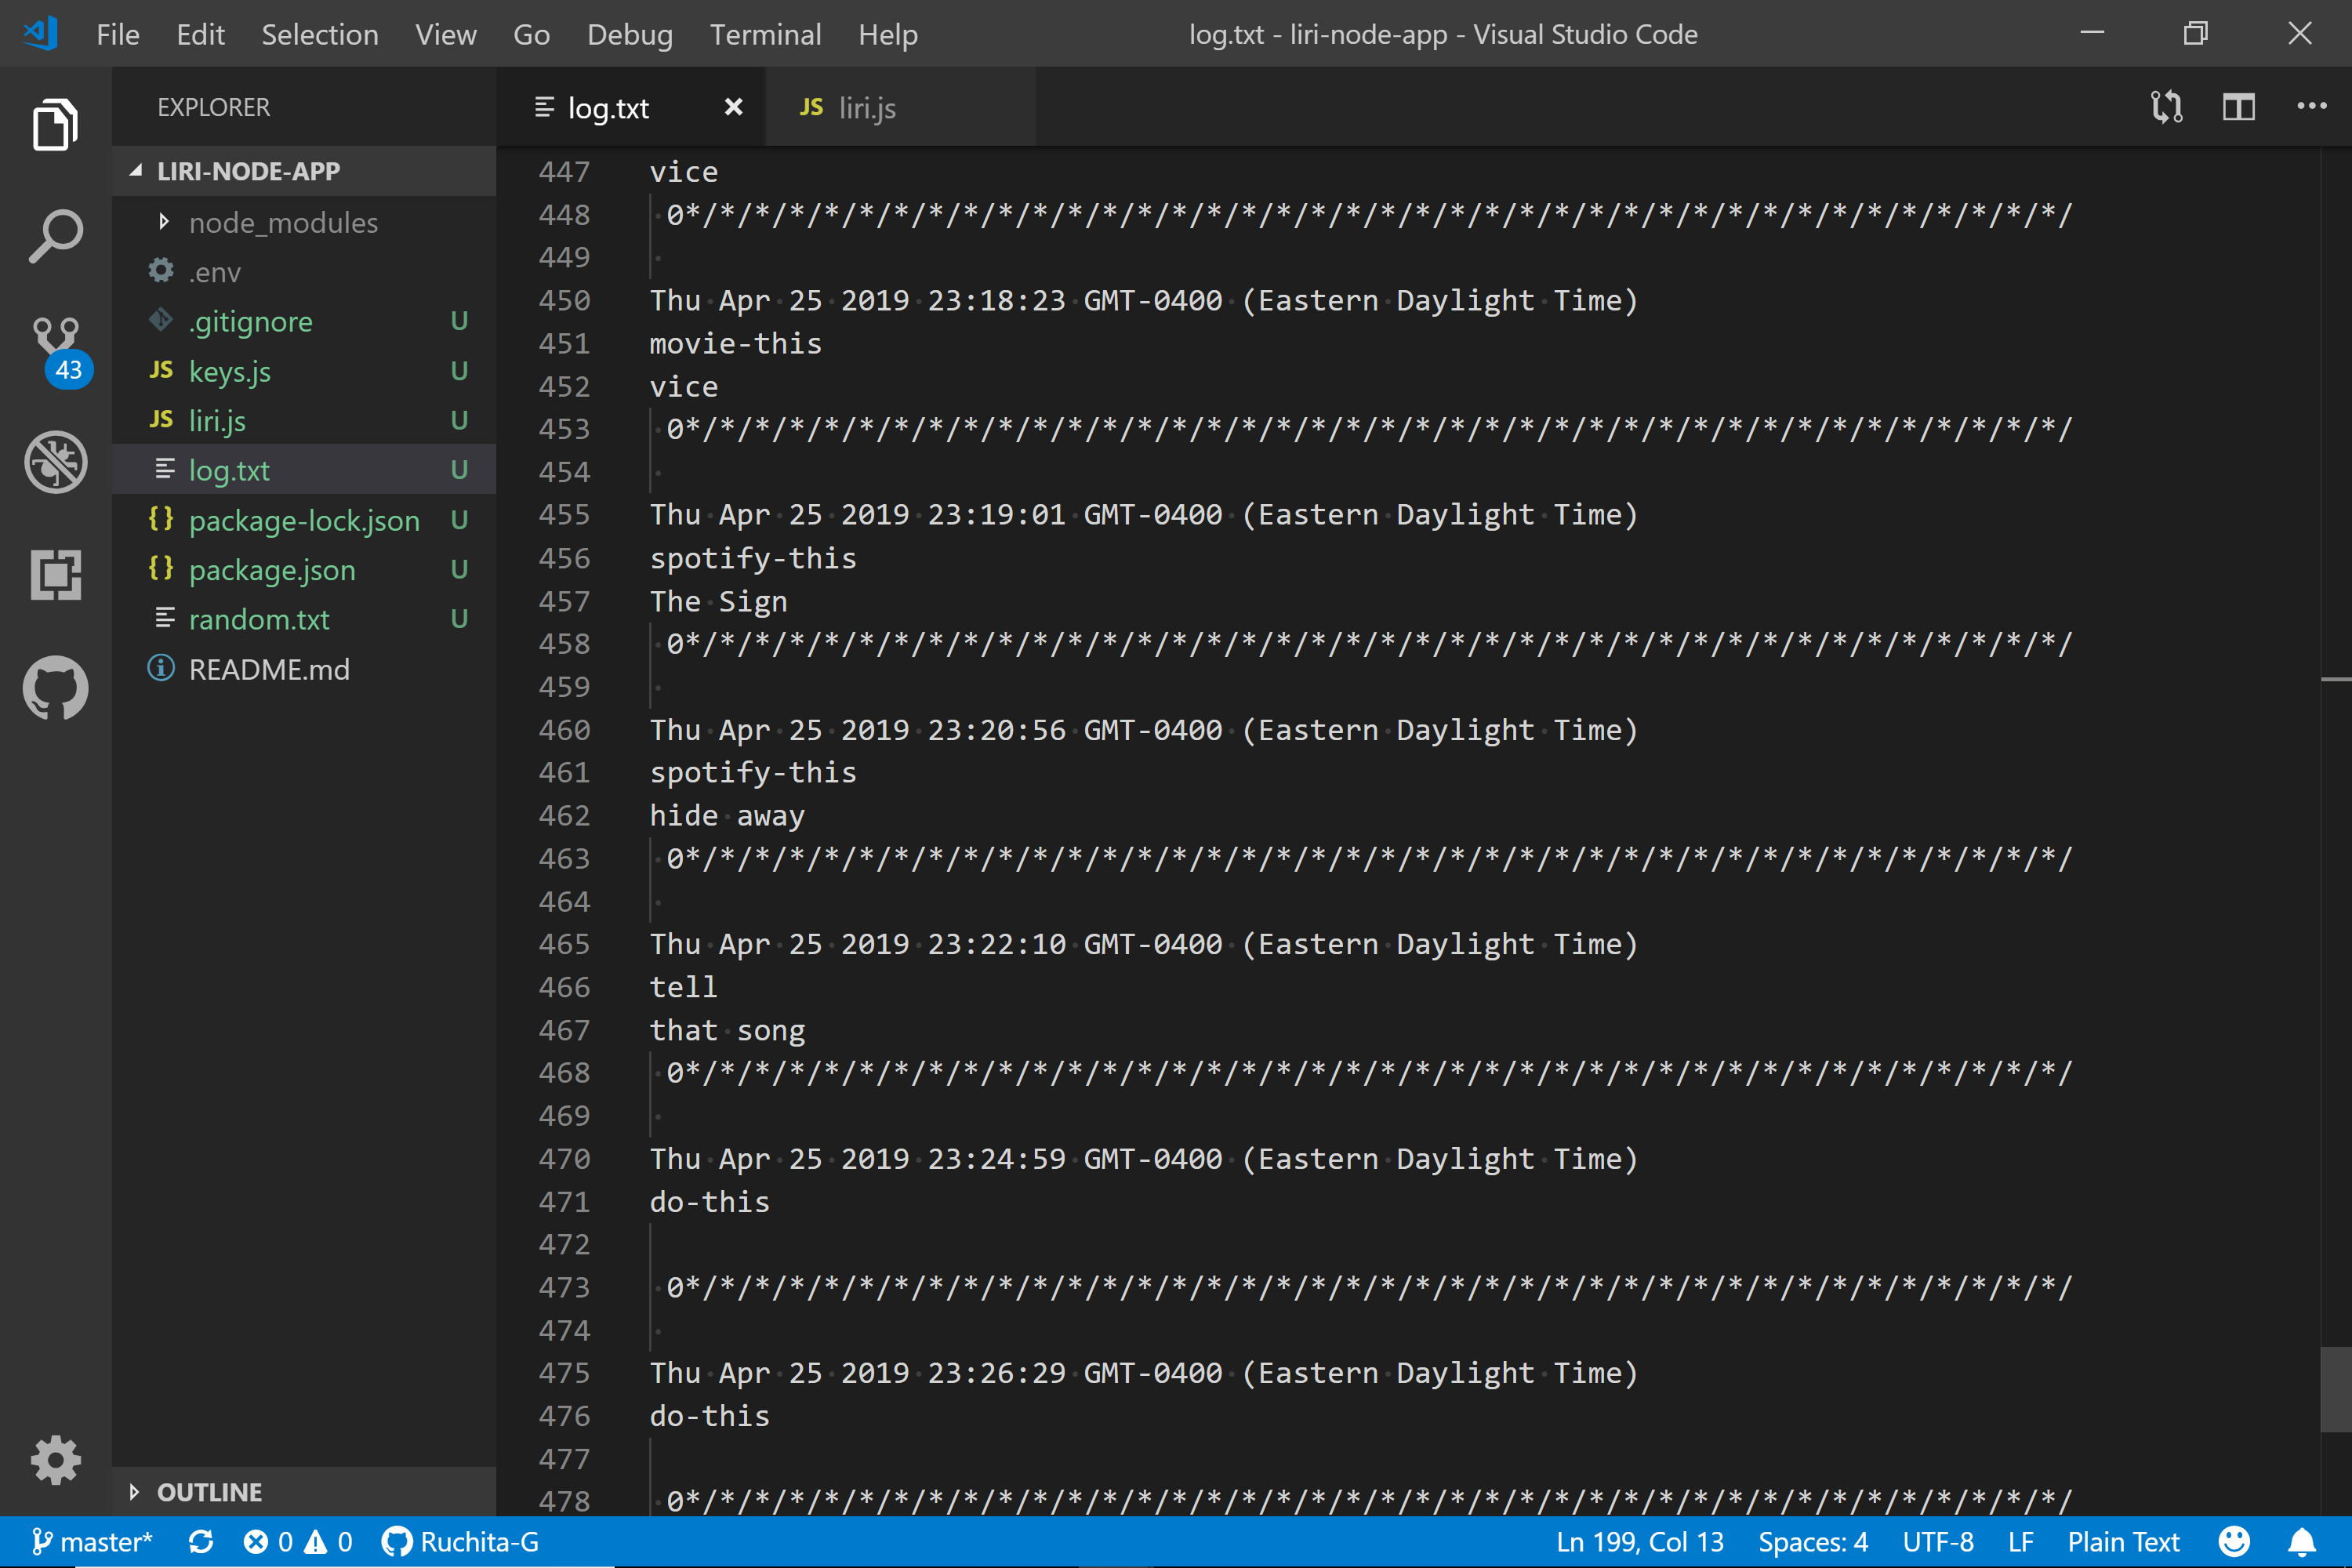 File Edit Selection View Go Debug Terminal Help log.txt - liri-node-app - Visual Studio Code
EXPLORER
log.txt
JS liri.js
LIRI-NODE-APP
node_modules
.env
.gitignore U
43
JS keys.js U
JS liri.js U
log.txt U
{} package-lock.json U
{} package.json U
random.txt U
README.md
OUTLINE
447 vice
448 0*/*/*/*/*/*/*/*/*/*/*/*/*/*/*/*/*/*/*/*/*/*/*/*/*/*/*/*/*/*/*/*/*/*/*/*/*/*/*/*/
449
450 Thu Apr 25 2019 23:18:23 GMT-0400 (Eastern Daylight Time)
451 movie-this
452 vice
453 0*/*/*/*/*/*/*/*/*/*/*/*/*/*/*/*/*/*/*/*/*/*/*/*/*/*/*/*/*/*/*/*/*/*/*/*/*/*/*/*/
454
455 Thu Apr 25 2019 23:19:01 GMT-0400 (Eastern Daylight Time)
456 spotify-this
457 The Sign
458 0*/*/*/*/*/*/*/*/*/*/*/*/*/*/*/*/*/*/*/*/*/*/*/*/*/*/*/*/*/*/*/*/*/*/*/*/*/*/*/*/
459
460 Thu Apr 25 2019 23:20:56 GMT-0400 (Eastern Daylight Time)
461 spotify-this
462 hide away
463 0*/*/*/*/*/*/*/*/*/*/*/*/*/*/*/*/*/*/*/*/*/*/*/*/*/*/*/*/*/*/*/*/*/*/*/*/*/*/*/*/
464
465 Thu Apr 25 2019 23:22:10 GMT-0400 (Eastern Daylight Time)
466 tell
467 that song
468 0*/*/*/*/*/*/*/*/*/*/*/*/*/*/*/*/*/*/*/*/*/*/*/*/*/*/*/*/*/*/*/*/*/*/*/*/*/*/*/*/
469
470 Thu Apr 25 2019 23:24:59 GMT-0400 (Eastern Daylight Time)
471 do-this
472
473 0*/*/*/*/*/*/*/*/*/*/*/*/*/*/*/*/*/*/*/*/*/*/*/*/*/*/*/*/*/*/*/*/*/*/*/*/*/*/*/*/
474
475 Thu Apr 25 2019 23:26:29 GMT-0400 (Eastern Daylight Time)
476 do-this
477
478 0*/*/*/*/*/*/*/*/*/*/*/*/*/*/*/*/*/*/*/*/*/*/*/*/*/*/*/*/*/*/*/*/*/*/*/*/*/*/*/*/
master* 0 0 Ruchita-G Ln 199, Col 13 Spaces: 4 UTF-8 LF Plain Text